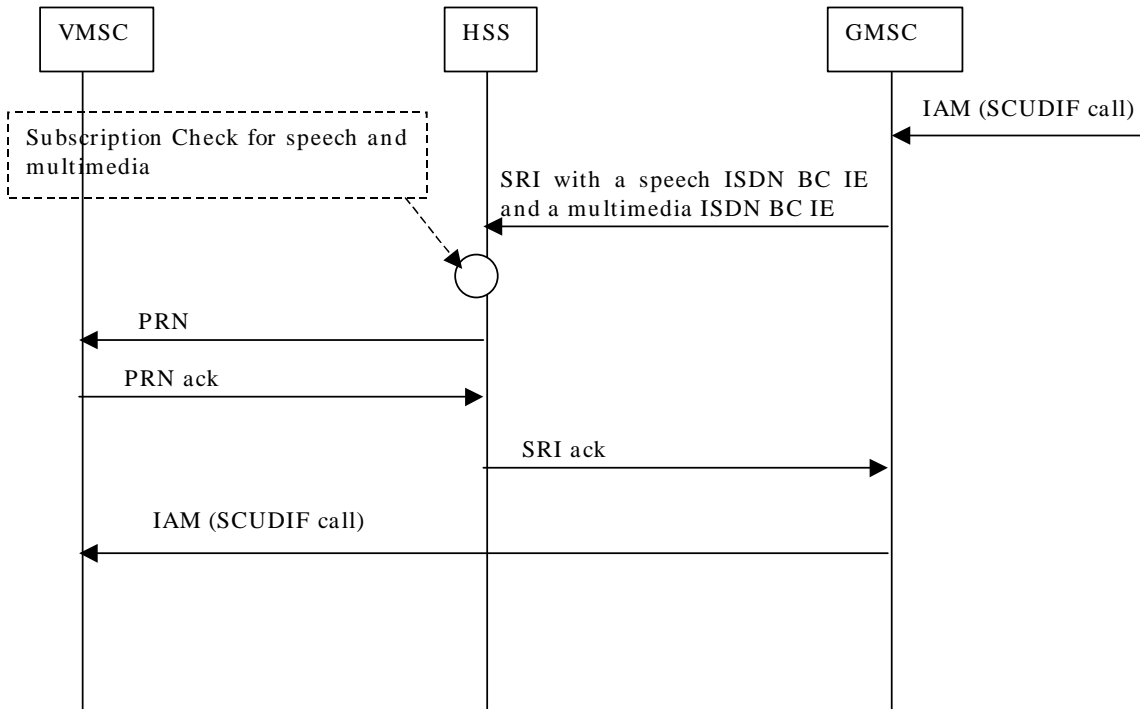 VMSC
HSS
GMSC
IAM (SCUDIF call)
Subscription Check for speech and
multimedia
SRI with a speech ISDN BC IE
and a multimedia ISDN BC IE
PRN
PRN ack
SRI ack
IAM (SCUDIF call)